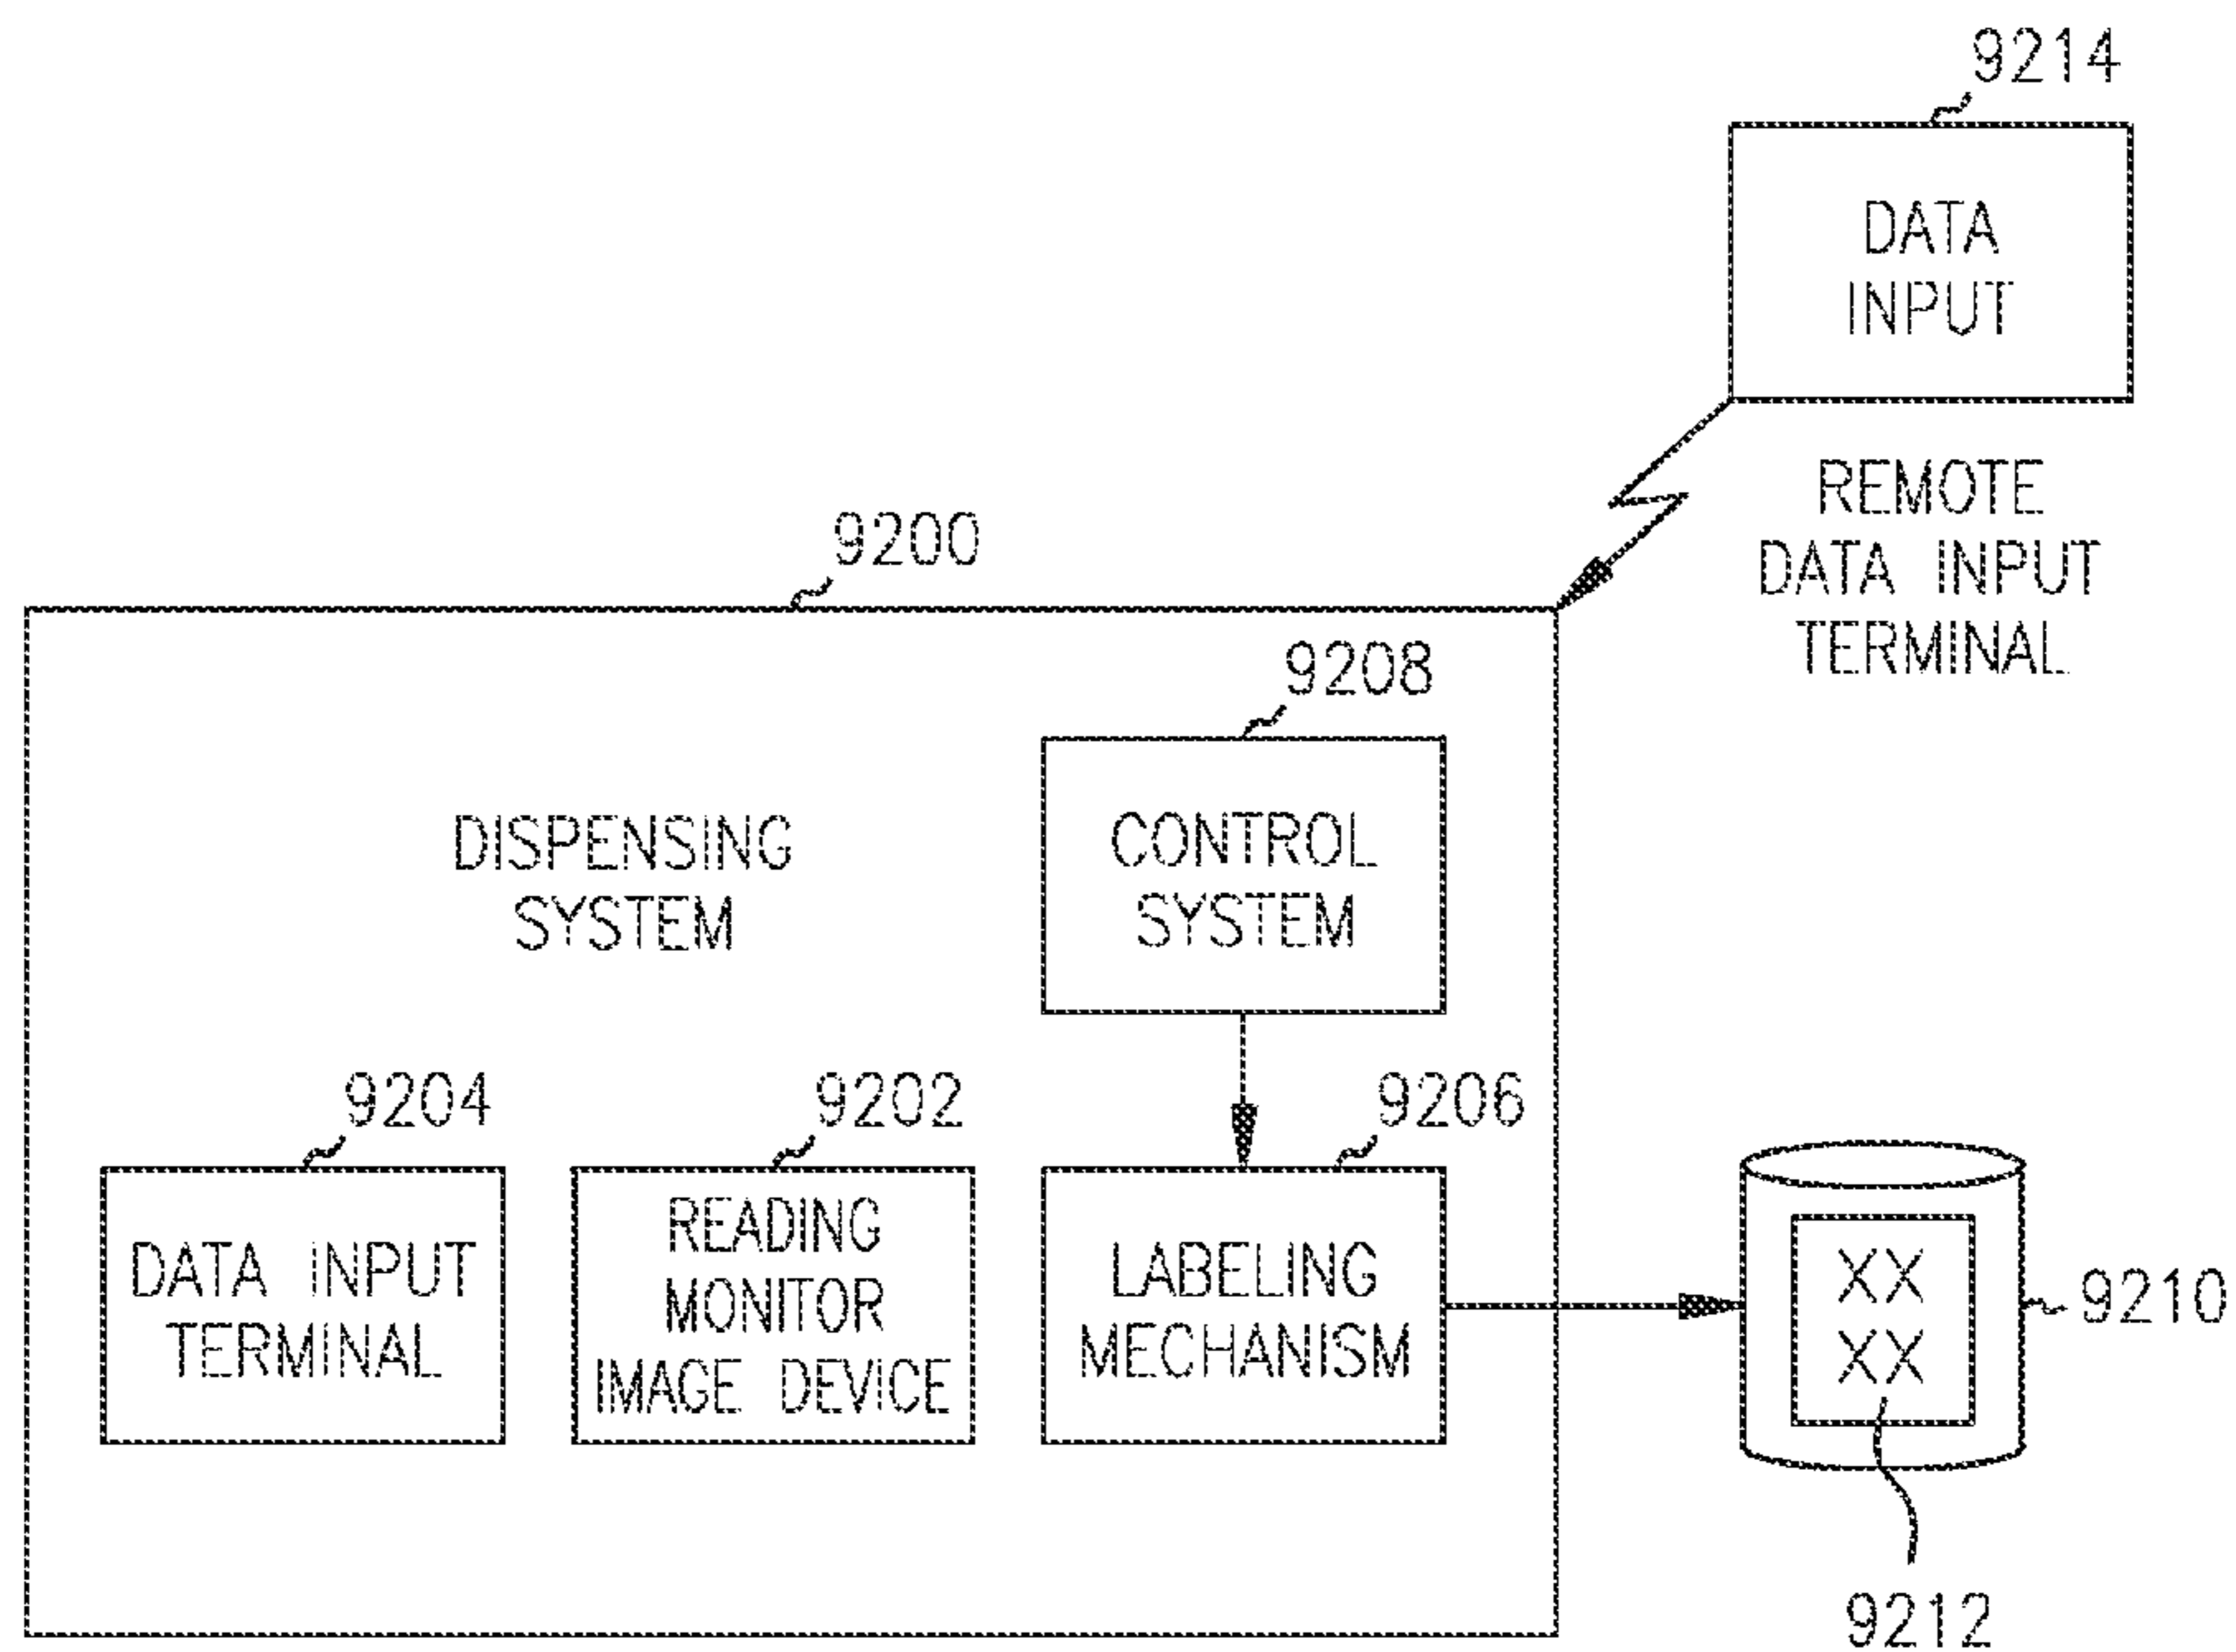 9214
DATA
INPUT
REMOTE
DATA INPUT
TERMINAL
9200
9208
DISPENSING
SYSTEM
CONTROL
SYSTEM
9204
9202
9206
DATA INPUT
TERMINAL
READING
MONITOR
IMAGE DEVICE
LABELING
MECHANISM
XX
XX
9210
9212